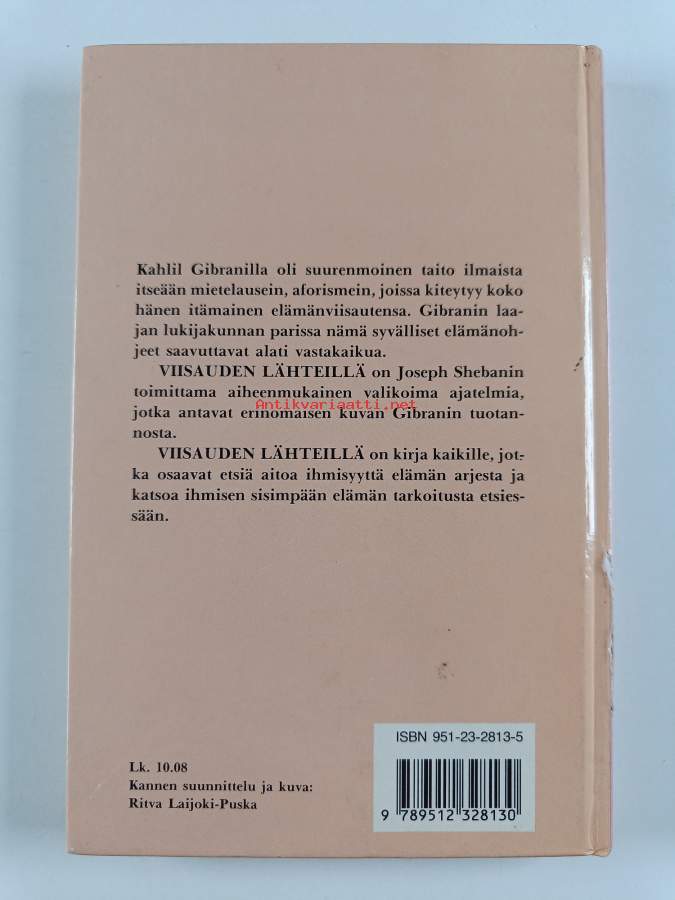 Kahlil Gibranilla oli suurenmoinen taito ilmaista
itseään mietelausein, aforismein, joissa kiteytyy koko
hänen itämainen elämänviisautensa. Gibranin laa-
jan lukijakunnan parissa nämä syvälliset elämänoh-
jeet saavuttavat alati vastakaikua.
VIISAUDEN LÄHTEILLÄ on Joseph Shebanin
toimittama aiheenmukainen valikoima ajatelmia,
Antikvariaatti.net
jotka antavat erinomaisen kuvan Gibranin tuotan-
nosta.
VIISAUDEN LÄHTEILLÄ on kirja kaikille, jot-
ka osaavat etsiä aitoa ihmisyyttä elämän arjesta ja
katsoa ihmisen sisimpään elämän tarkoitusta etsies-
sään.
ISBN 951-23-2813-5
9 789512 328130
Lk. 10.08
Kannen suunnittelu ja kuva:
Ritva Laijoki-Puska